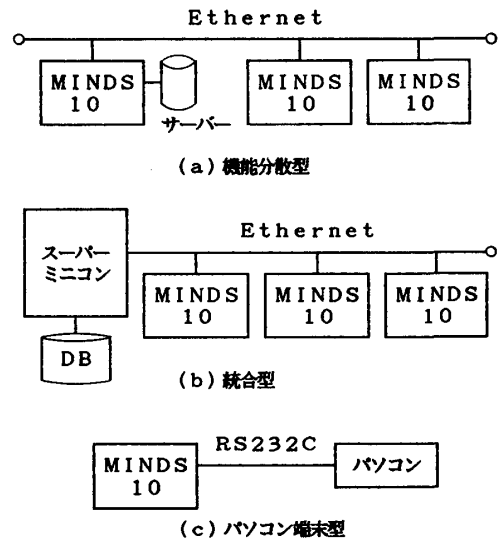 Ethernet
MINDS
10
MINDS
10
MINDS
10
サーバー
(a)機能分散型
スーパー
ミニコン
Ethernet
MINDS
10
MINDS
10
MINDS
10
DB
(b)統合型
RS232C
MINDS
10
パソコン
(c)パソコン端末型